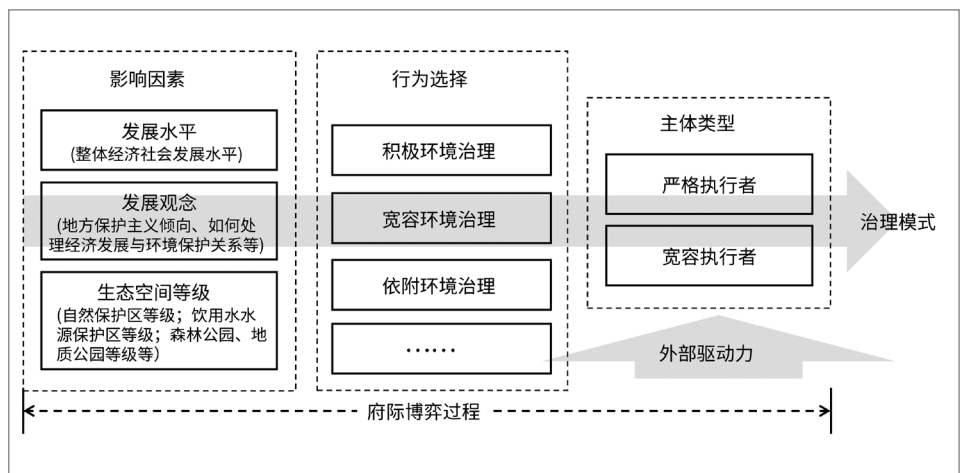 影响因素
发展水平
(整体经济社会发展水平)
发展观念
(地方保护主义倾向、如何处
理经济发展与环境保护关系等)
生态空间等级
(自然保护区等级；饮用水水
源保护区等级；森林公园、地
质公园等级等）
行为选择
积极环境治理
宽容环境治理
依附环境治理
……
主体类型
严格执行者
宽容执行者
治理模式
外部驱动力
府际博弈过程